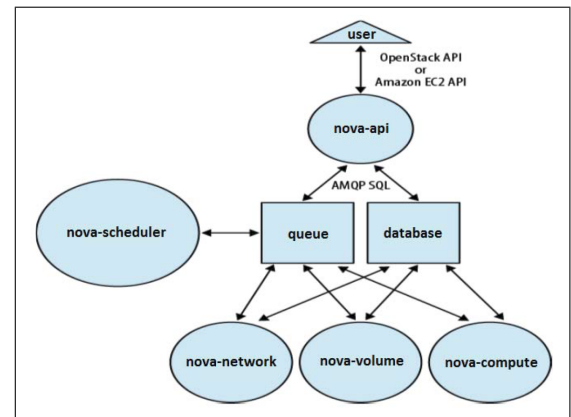 user
OpenStack API
or
Amazon EC2 API
nova-api
AMQP SQL
nova-scheduler
queue
database
nova-network
nova-volume
nova-compute